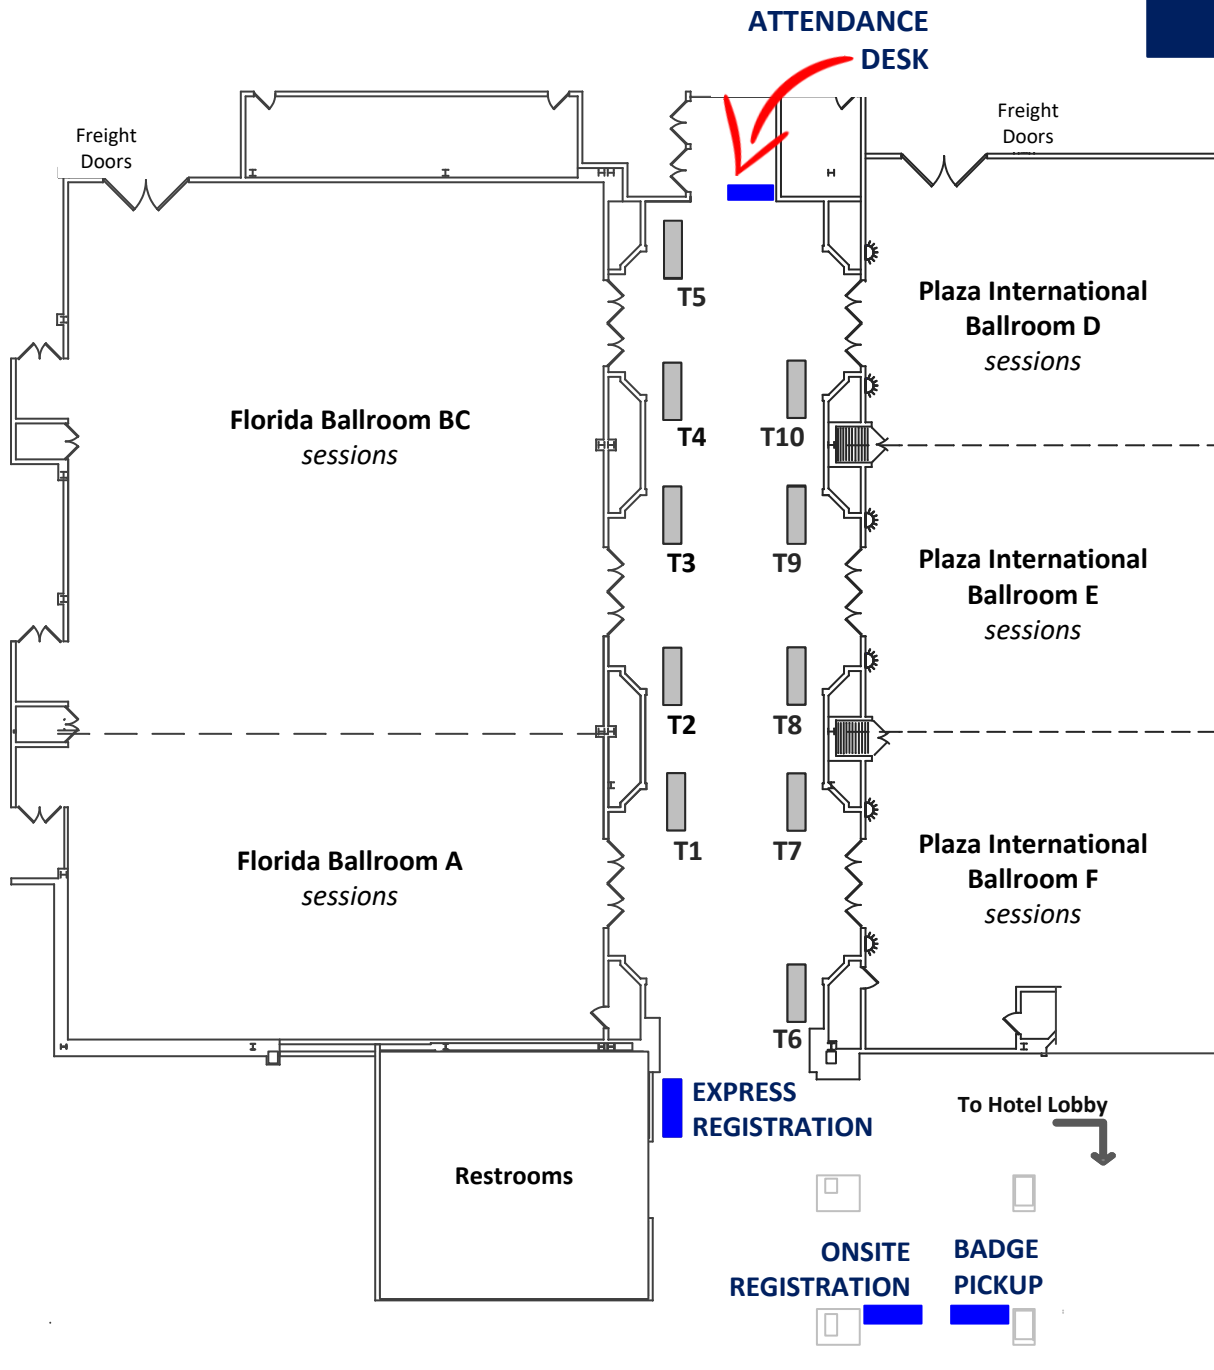 ATTENDANCE
DESK
Freight
Doors
Freight
Doors
T5
Plaza International
Ballroom D
sessions
Florida Ballroom BC
sessions
T4
T10
T3
T9
Plaza International
Ballroom E
sessions
T2
T8
Florida Ballroom A
sessions
T1
T7
Plaza International
Ballroom F
sessions
T6
EXPRESS
REGISTRATION
To Hotel Lobby
Restrooms
ONSITE
REGISTRATION
BADGE
PICKUP